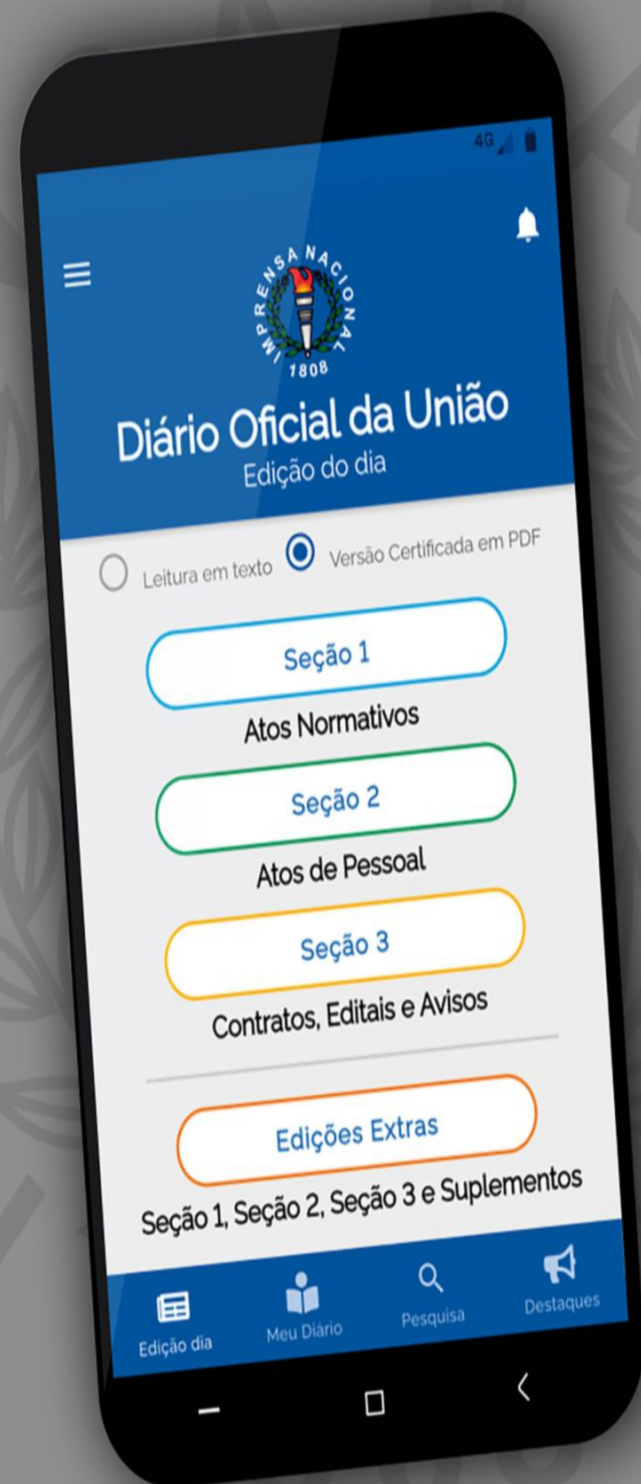 4G
IMPRENSA NACIONAL
1808
Diário Oficial da União
Edição do dia
Leitura em texto Versão Certificada em PDF
Seção 1
Atos Normativos
Seção 2
Atos de Pessoal
Seção 3
Contratos, Editais e Avisos
Edições Extras
Seção 1, Seção 2, Seção 3 e Suplementos
Edição dia Meu Diário Pesquisa Destaques